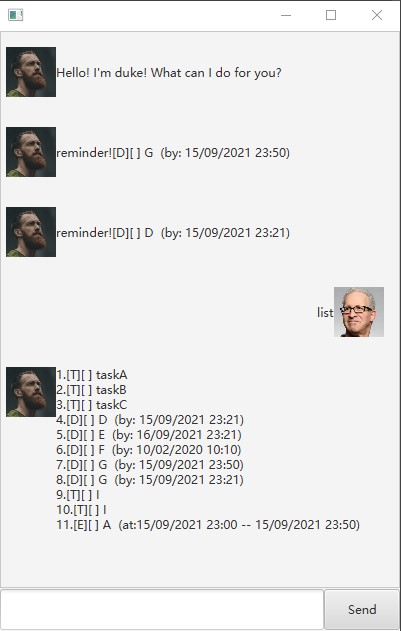 Hello! I'm duke! What can I do for you?
reminder![D][ ] G  (by: 15/09/2021 23:50)
reminder![D][ ] D  (by: 15/09/2021 23:21)
list
1.[T][ ] taskA
2.[T][ ] taskB
3.[T][ ] taskC
4.[D][ ] D  (by: 15/09/2021 23:21)
5.[D][ ] E  (by: 16/09/2021 23:21)
6.[D][ ] F  (by: 10/02/2020 10:10)
7.[D][ ] G  (by: 15/09/2021 23:50)
8.[D][ ] G  (by: 15/09/2021 23:21)
9.[T][ ] I
10.[T][ ] I
11.[E][ ] A  (at:15/09/2021 23:00 -- 15/09/2021 23:50)
Send